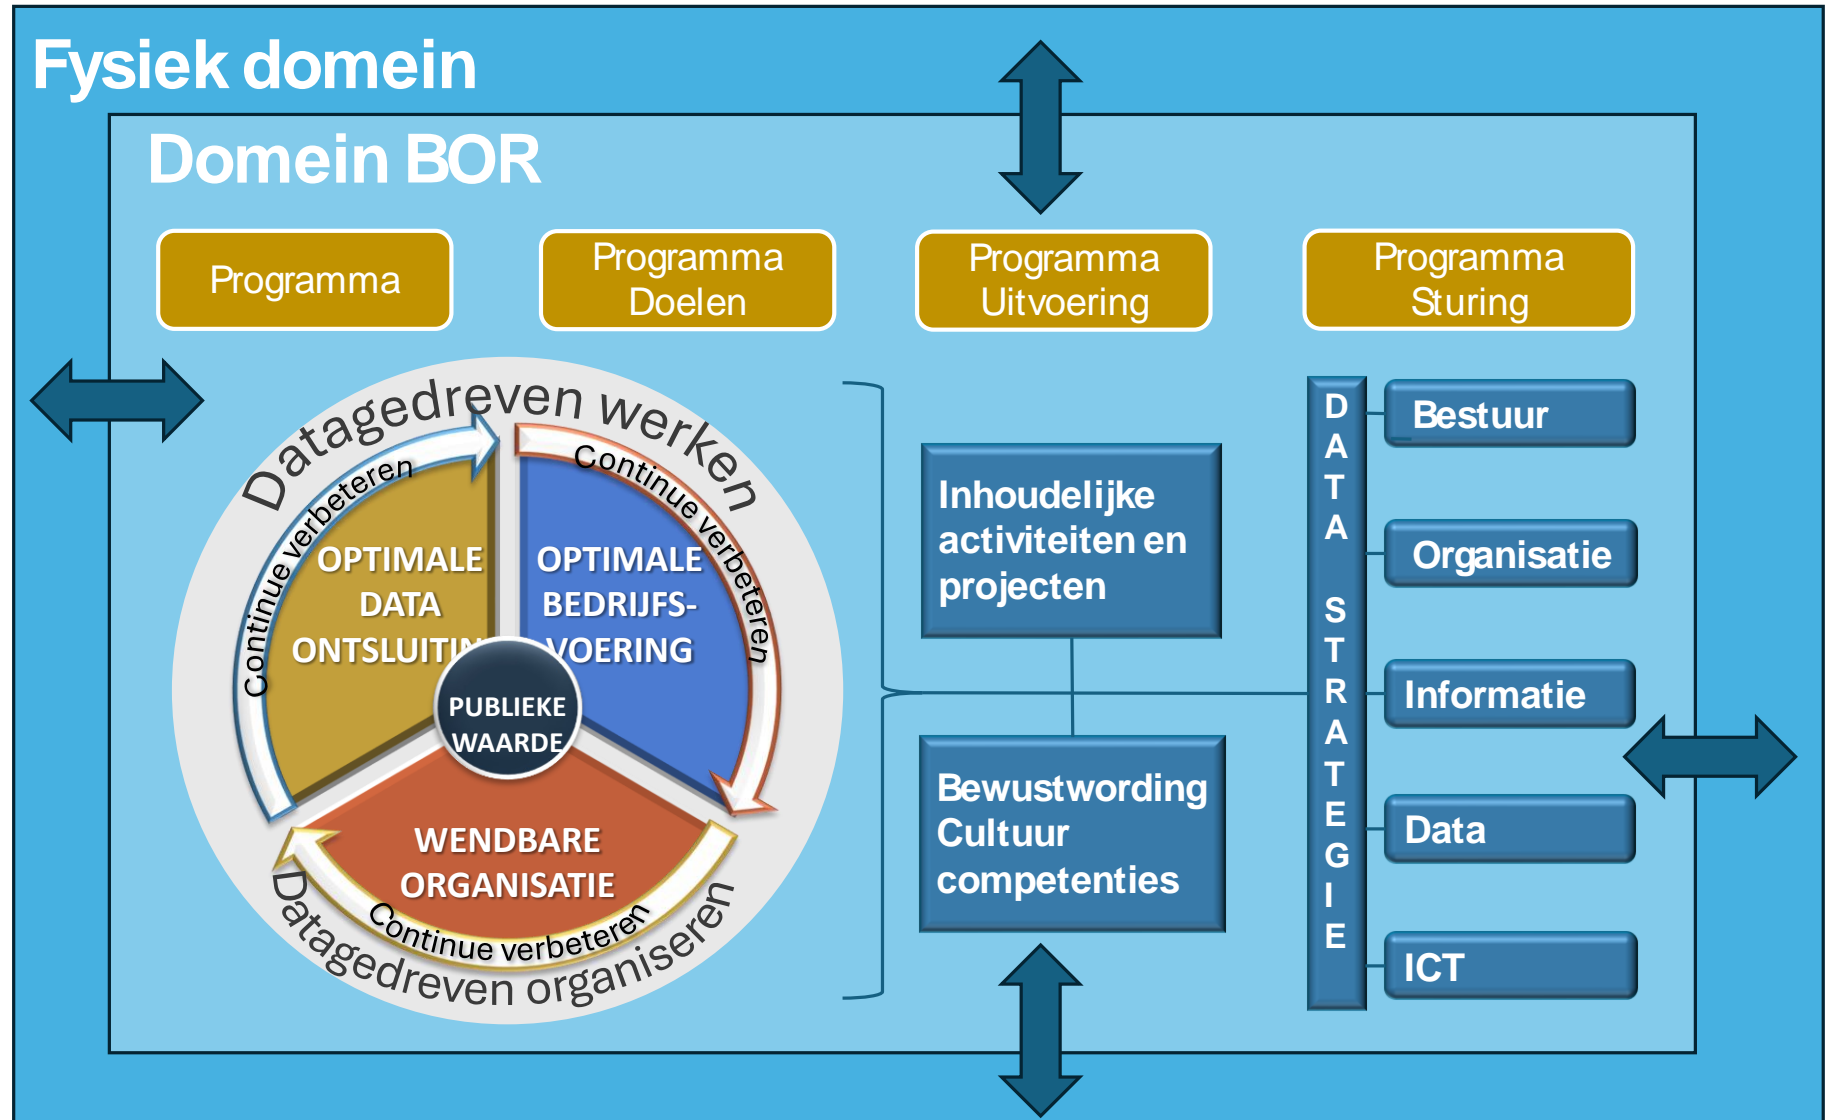 Fysiek domein
Domein BOR
Programma
Programma
Doelen
Programma
Uitvoering
Programma
Sturing
Datagedreven werken
Continue verbeteren
Continue verbeteren
OPTIMALE
DATA
ONTSLUITIN
OPTIMALE
BEDRIJFS-
VOERING
PUBLIEKE
WAARDE
WENDBARE
ORGANISATIE
Continue verbeteren
Datagedreven organiseren
Inhoudelijke
activiteiten en
projecten
Bewustwording
Cultuur
competenties
DATA STRATEGIE
Bestuur
Organisatie
Informatie
Data
ICT